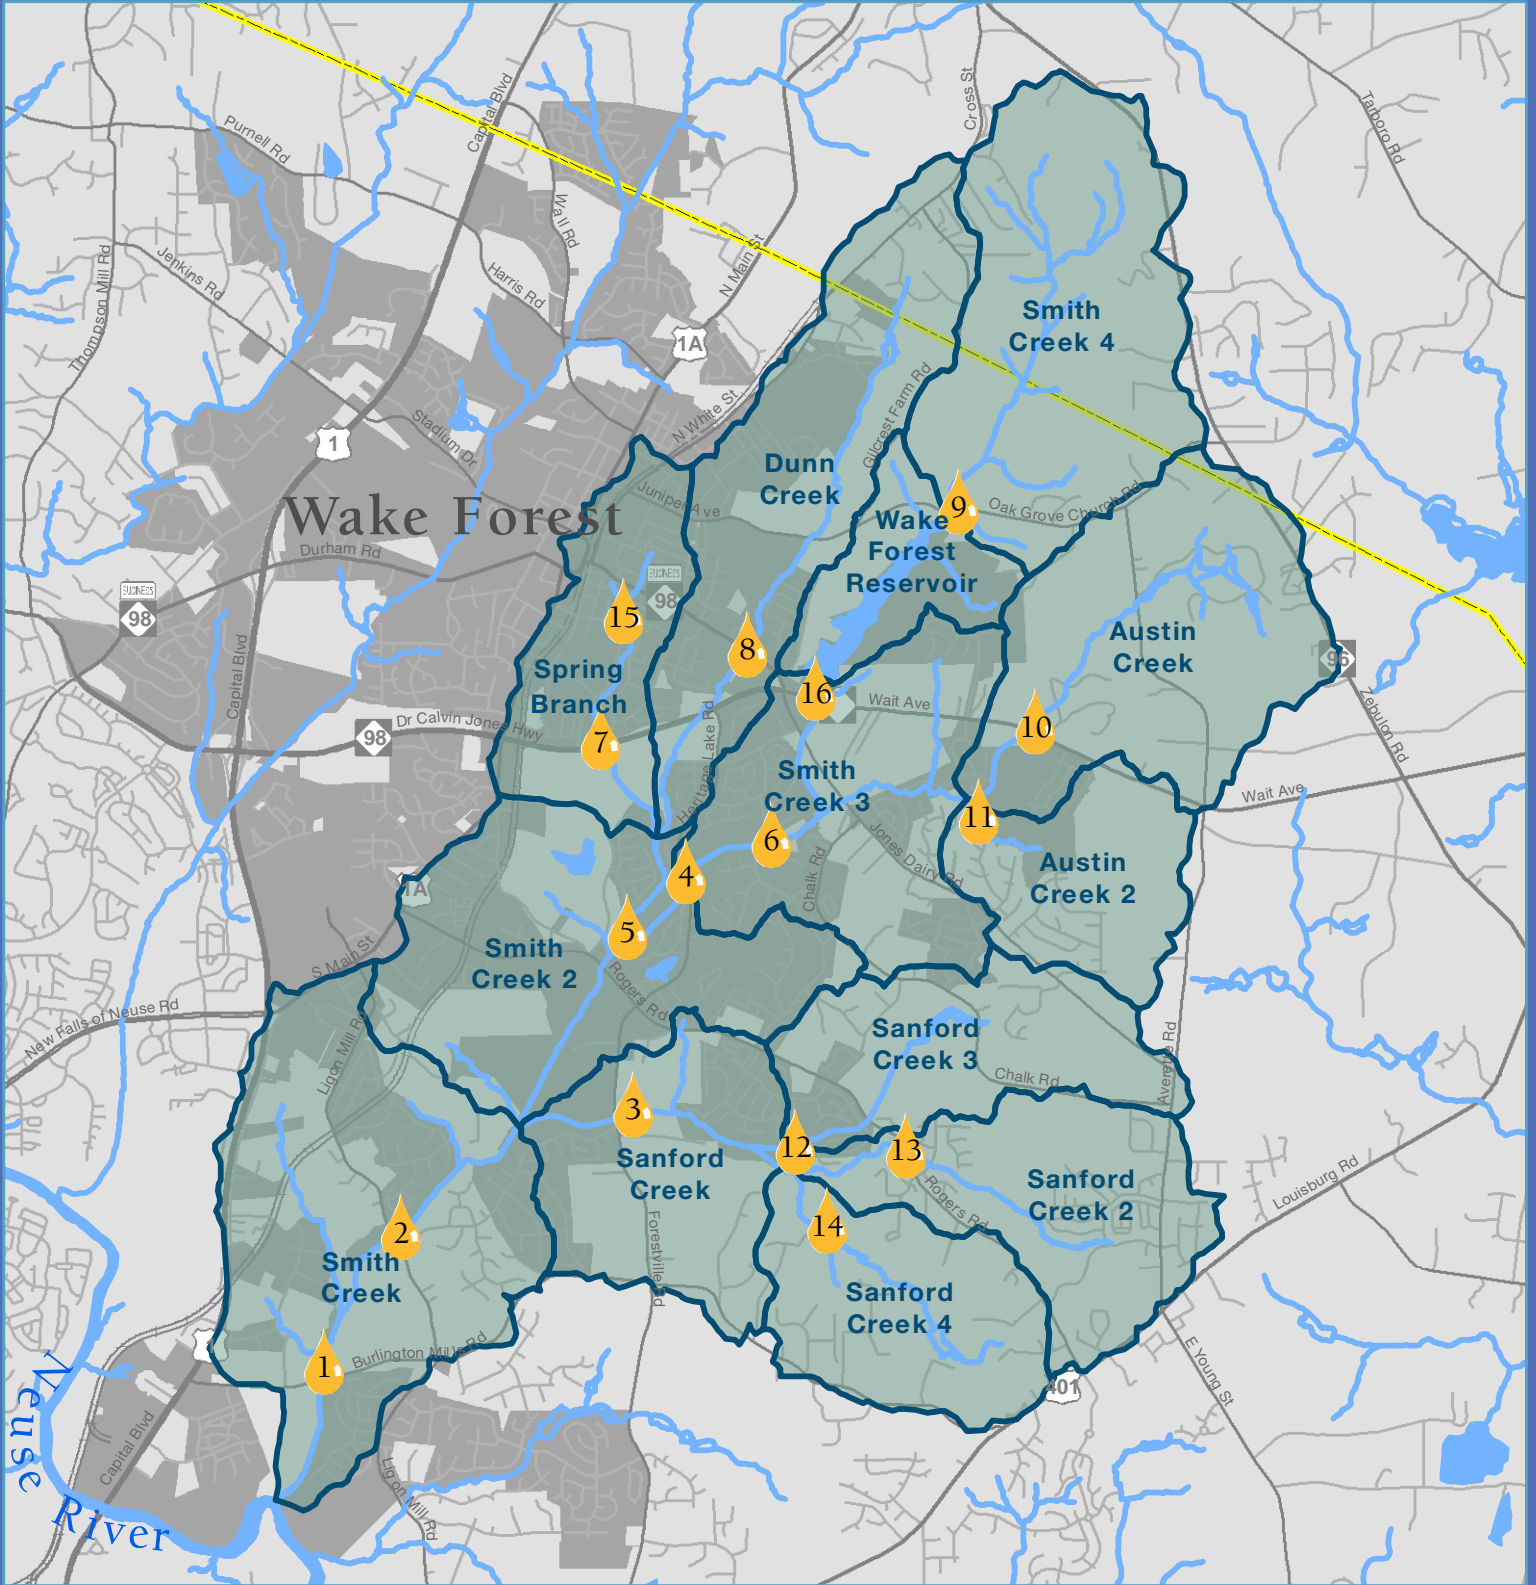 Cross St
Tarboro Rd
Capital Blvd
Purnell Rd
Wall Rd
N Main St
Jenkins Rd
Harris Rd
Thompson Mill Rd
Smith
Creek 4
1A
N White St
Gilcrest Farm Rd
Stadium Dr
1
Dunn
Creek
Juniper Ave
9
Oak Grove Church Rd
Wake Forest
Wake
Forest
Reservoir
Durham Rd
BUSINESS
98
BUSINESS
98
15
Austin
Creek
8
96
Spring
Branch
16
Wait Ave
Capital Blvd
Dr Calvin Jones Hwy
98
7
Heritage Lake Rd
10
Zebulon Rd
Smith
Creek 3
Wait Ave
11
6
Jones Dairy Rd
Chalk Rd
4
Austin
Creek 2
1A
5
Smith
Creek 2
S Main St
Rogers Rd
New Falls of Neuse Rd
Ligon Mill Rd
Sanford
Creek 3
Chalk Rd
Averette Rd
3
12
13
Sanford
Creek
Rogers Rd
Sanford
Creek 2
Louisburg Rd
14
2
Forestville Rd
Smith
Creek
Sanford
Creek 4
1
Burlington Mills Rd
E Young St
401
Capital Blvd
Ligon Mill Rd
Neuse
River